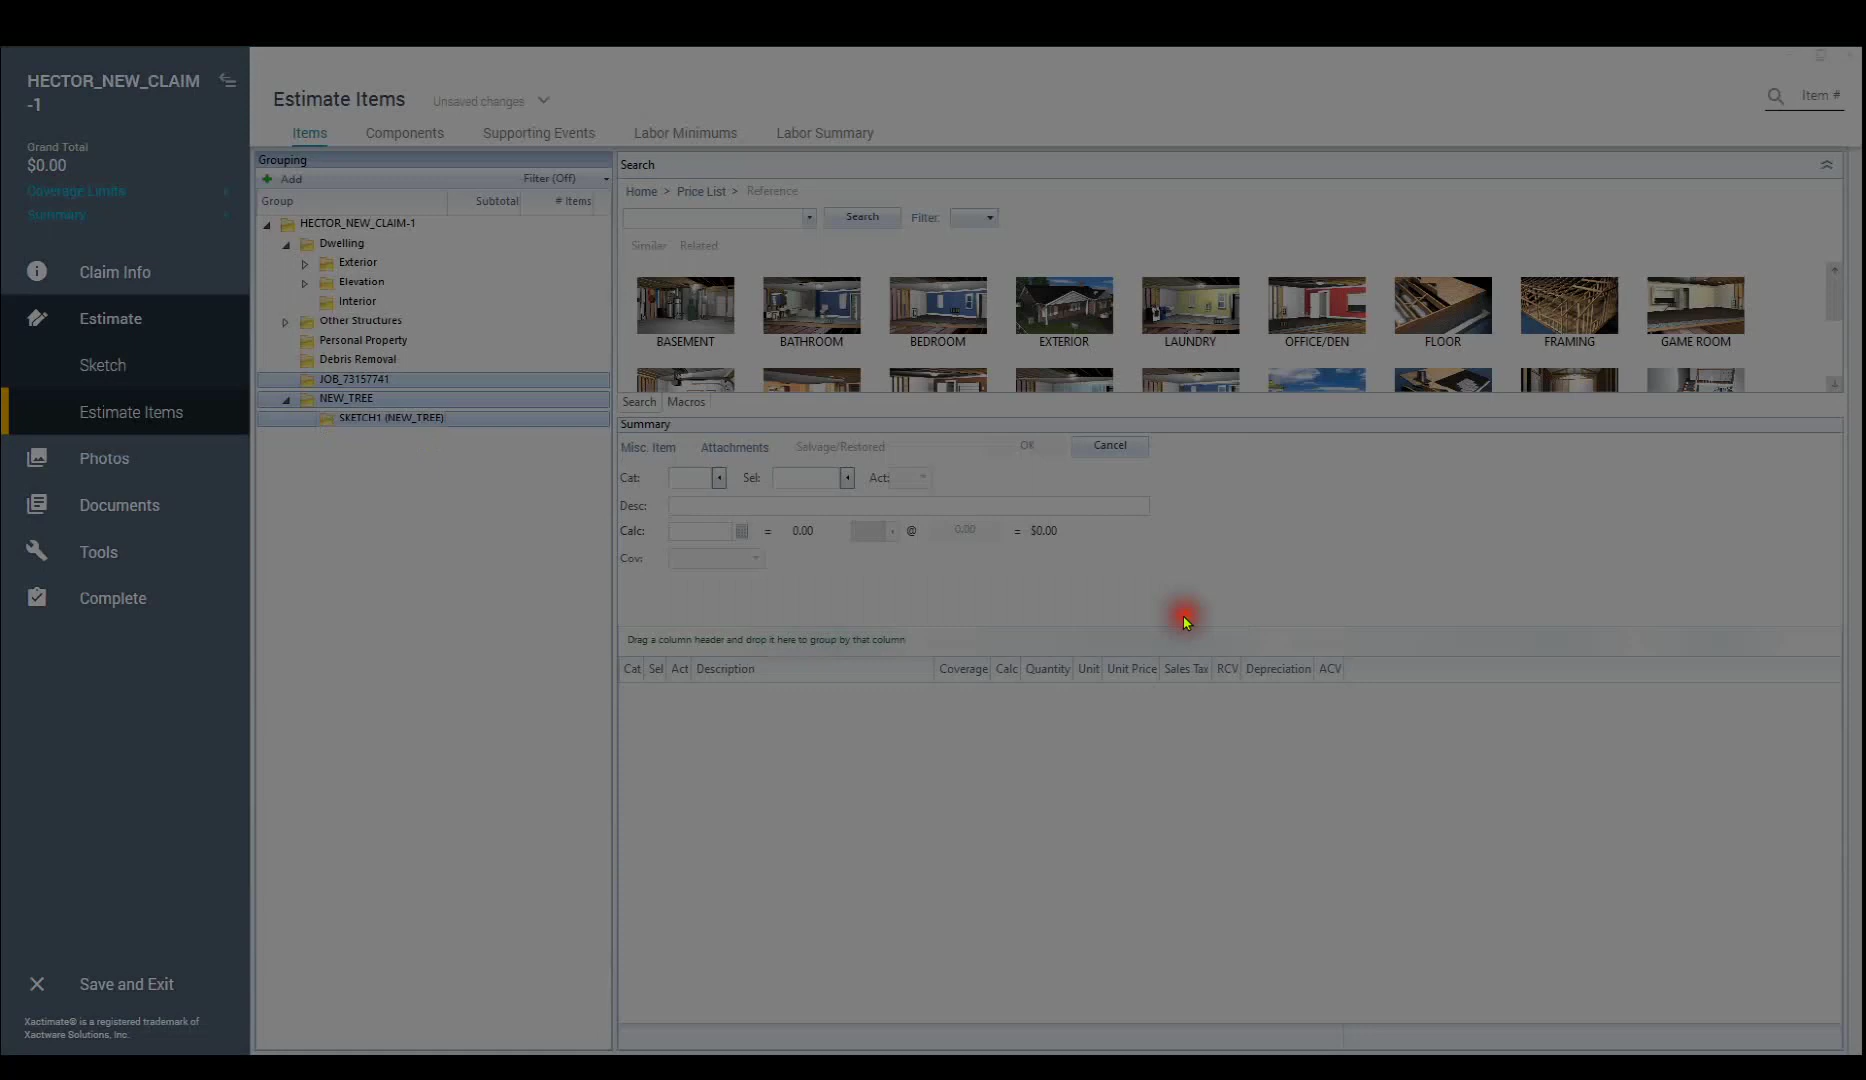 HECTOR_NEW_CLAIM
-1
Grand Total
$0.00
Coverage Limits
Summary
Claim Info
Estimate
Sketch
Estimate Items
Photos
Documents
Tools
Complete
Save and Exit
Xactimate® is a registered trademark of
Xactware Solutions, Inc.
Estimate Items Unsaved changes
Item #
Items Components Supporting Events Labor Minimums Labor Summary
Grouping
Add Filter (Off)
Group Subtotal # Items
HECTOR_NEW_CLAIM-1
Dwelling
Exterior
Elevation
Interior
Other Structures
Personal Property
Debris Removal
JOB_73157741
NEW_TREE
SKETCH1 (NEW_TREE)
Search
Home > Price List > Reference
Search Filter
Similar Related
BASEMENT BATHROOM BEDROOM EXTERIOR LAUNDRY OFFICE/DEN FLOOR FRAMING GAME ROOM
Search Macros
Summary
Misc. Item Attachments Salvage/Restored OK Cancel
Cat: Sel: Act:
Desc:
Calc: = 0.00 @ 0.00 = $0.00
Cov:
Drag a column header and drop it here to group by that column
Cat Sel Act Description Coverage Calc Quantity Unit Unit Price Sales Tax RCV Depreciation ACV